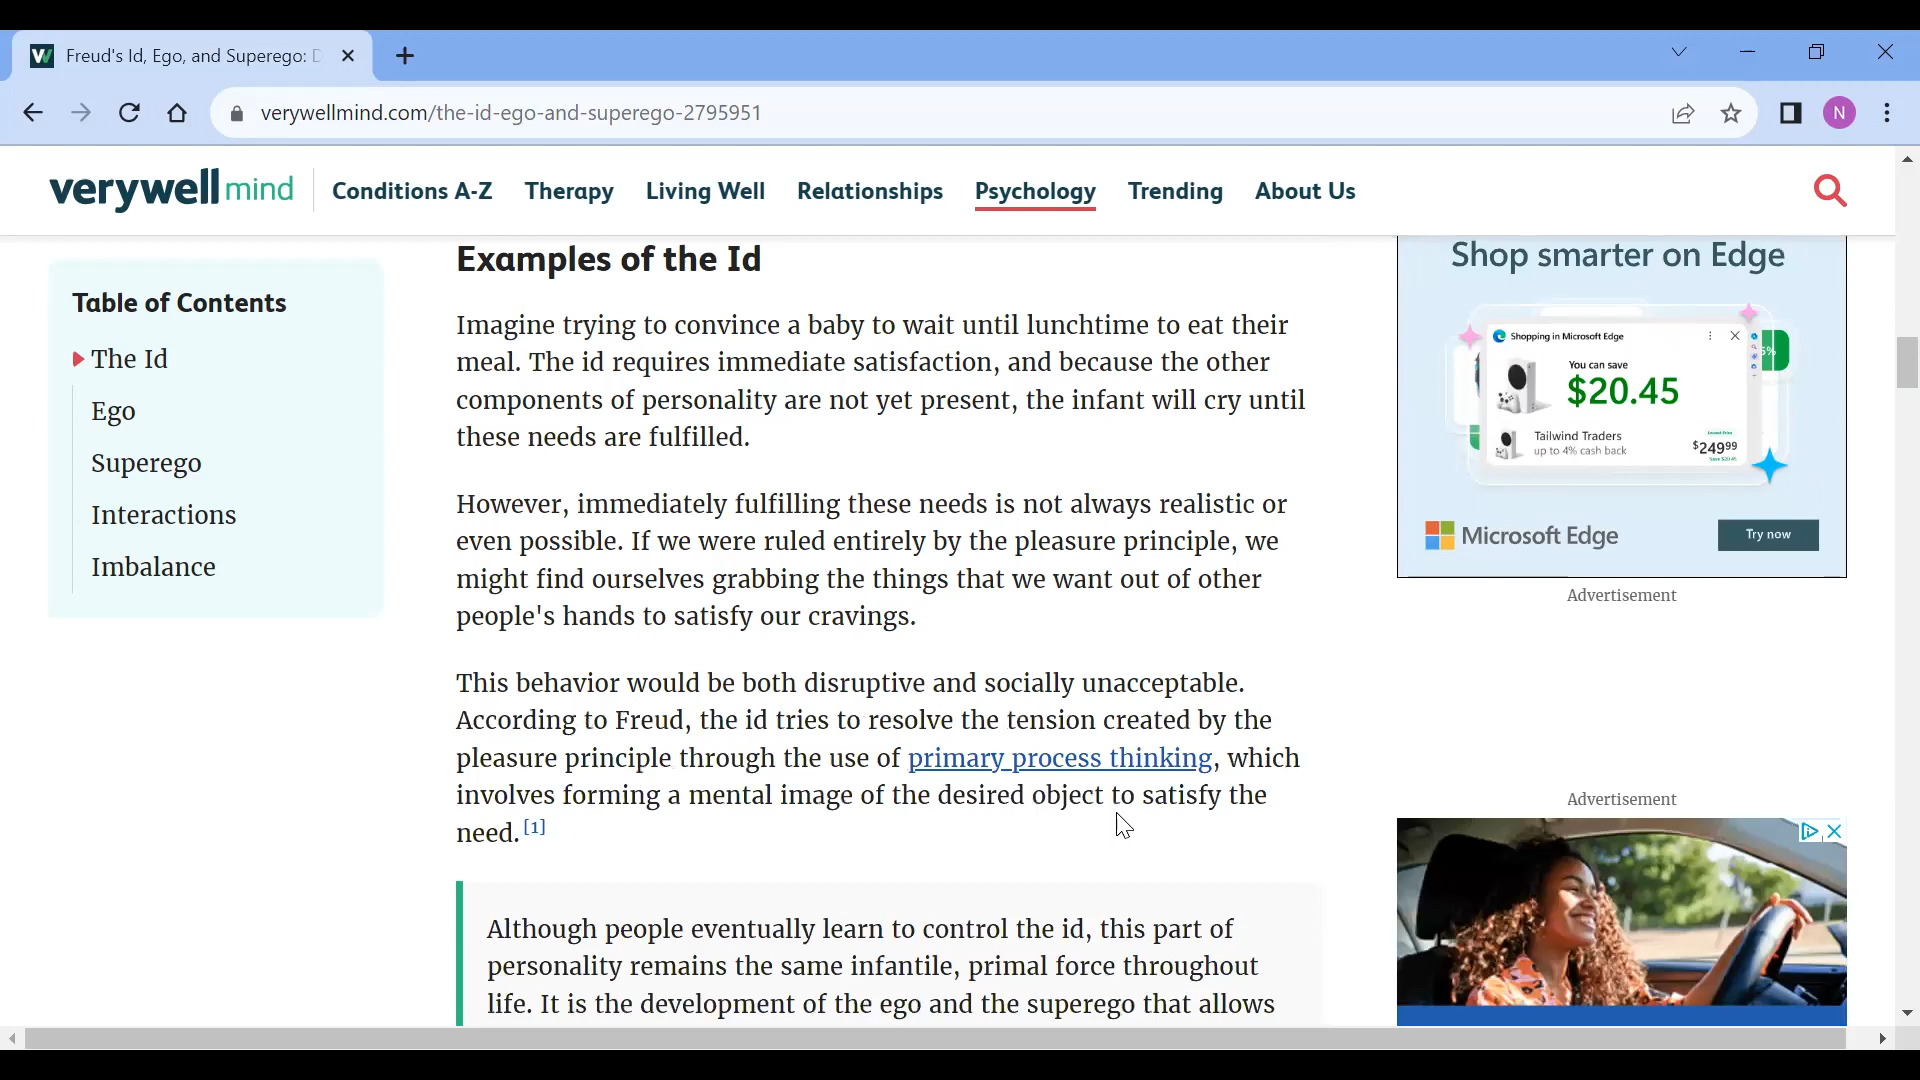 Freud's Id, Ego, and Superego: D
verywellmind.com/the-id-ego-and-superego-2795951
N
verywell mind
Conditions A-Z
Therapy
Living Well
Relationships
Psychology
Trending
About Us
Table of Contents
The Id
Ego
Superego
Interactions
Imbalance
Examples of the Id
Imagine trying to convince a baby to wait until lunchtime to eat their
meal. The id requires immediate satisfaction, and because the other
components of personality are not yet present, the infant will cry until
these needs are fulfilled.
However, immediately fulfilling these needs is not always realistic or
even possible. If we were ruled entirely by the pleasure principle, we
might find ourselves grabbing the things that we want out of other
people's hands to satisfy our cravings.
This behavior would be both disruptive and socially unacceptable.
According to Freud, the id tries to resolve the tension created by the
pleasure principle through the use of primary process thinking, which
involves forming a mental image of the desired object to satisfy the
need. [1]
Although people eventually learn to control the id, this part of
personality remains the same infantile, primal force throughout
life. It is the development of the ego and the superego that allows
Shop smarter on Edge
Shopping in Microsoft Edge
You can save
$20.45
Tailwind Traders
up to 4% cash back
$249.99
Microsoft Edge
Try now
Advertisement
Advertisement